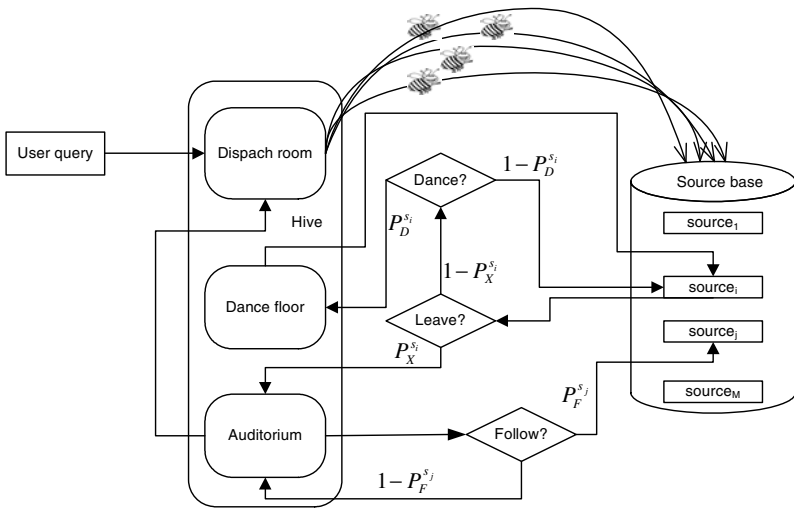 User query
Dispach room
Hive
Dance?
1 − P_D^{s_i}
Source base
P_D^{s_i}
source₁
1 − P_X^{s_i}
Dance floor
sourceᵢ
Leave?
sourceⱼ
P_X^{s_i}
P_F^{s_j}
source_M
Auditorium
Follow?
1 − P_F^{s_j}